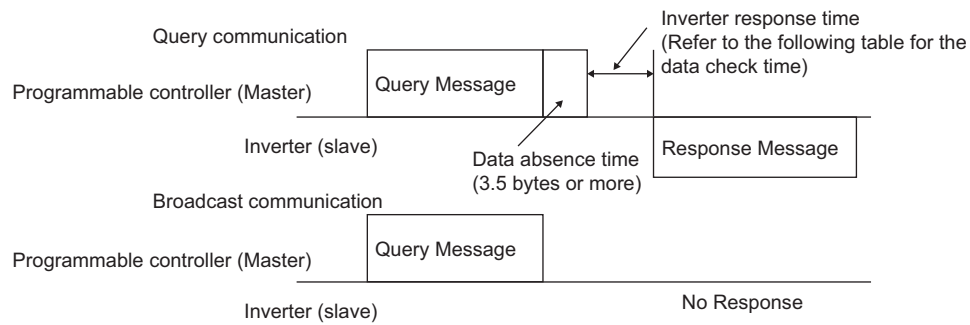 Query communication
Inverter response time
(Refer to the following table for the
data check time)
Programmable controller (Master)
Query Message
Inverter (slave)
Data absence time
(3.5 bytes or more)
Response Message
Broadcast communication
Programmable controller (Master)
Query Message
Inverter (slave)
No Response